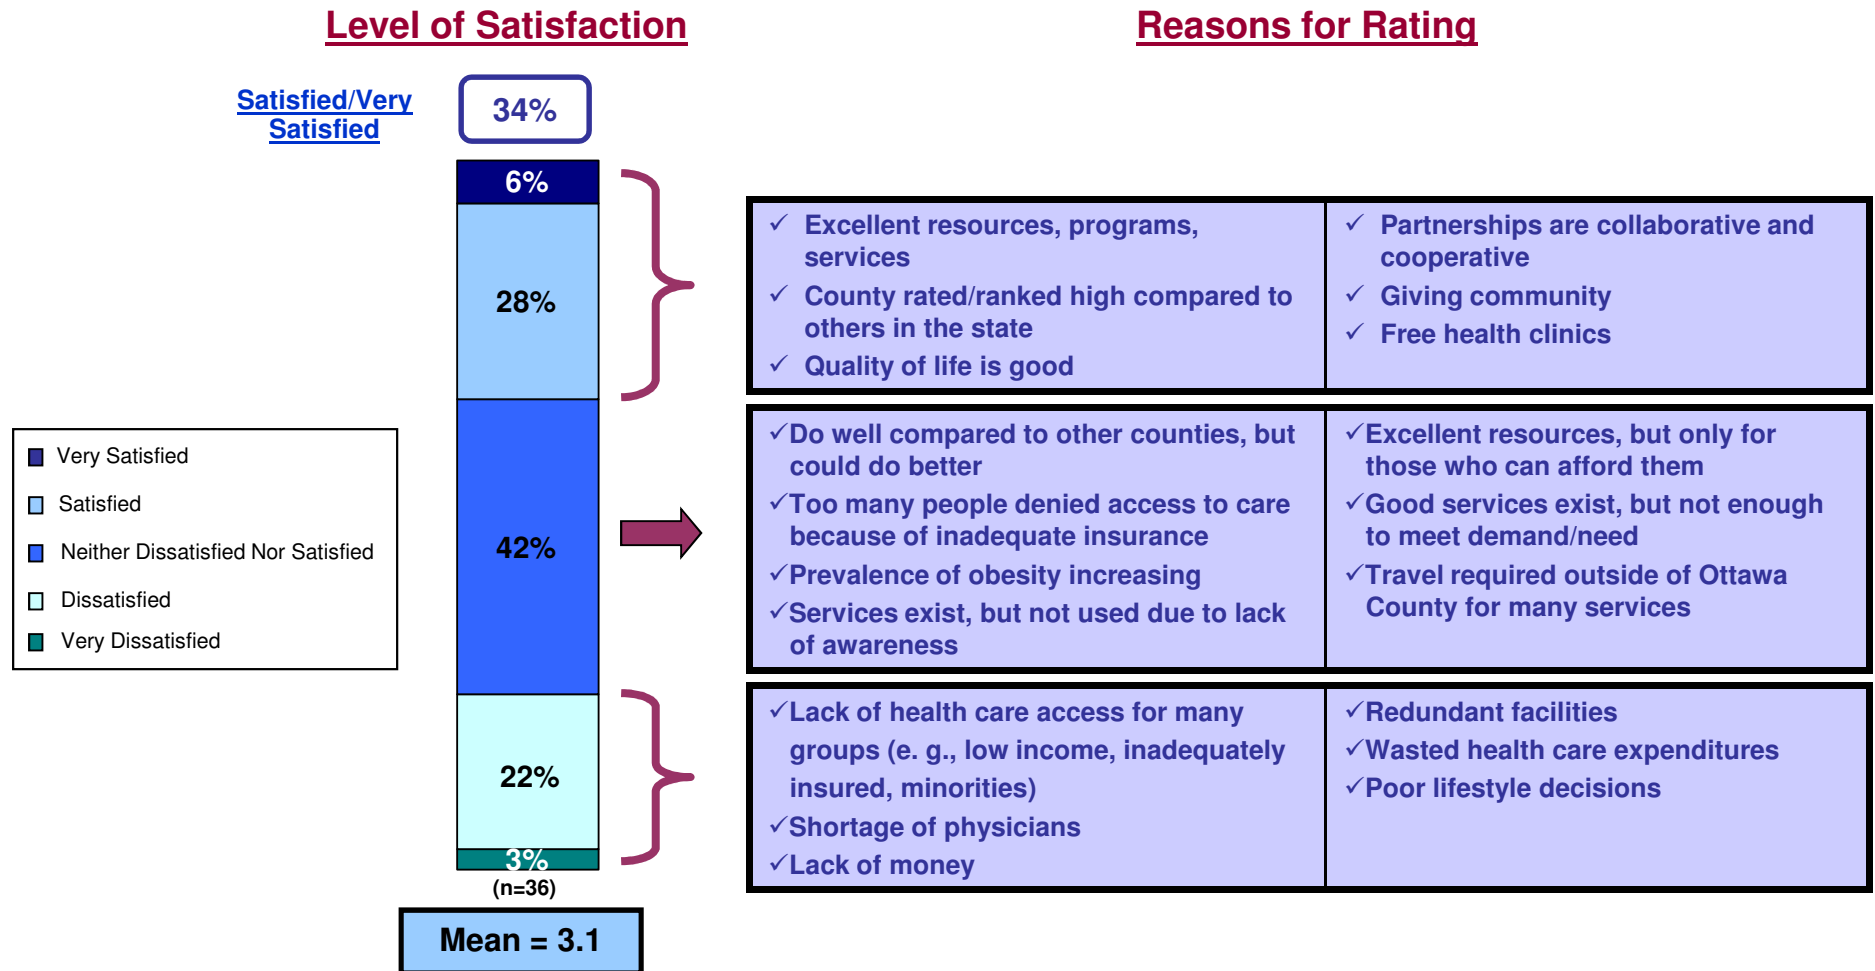 Level of Satisfaction
Reasons for Rating
Satisfied/Very
Satisfied
34%
6%
28%
42%
22%
3%
(n=36)
Mean = 3.1
Very Satisfied
Satisfied
Neither Dissatisfied Nor Satisfied
Dissatisfied
Very Dissatisfied
✓ Excellent resources, programs,
services
✓ County rated/ranked high compared to
others in the state
✓ Quality of life is good
✓ Partnerships are collaborative and
cooperative
✓ Giving community
✓ Free health clinics
✓Do well compared to other counties, but
could do better
✓Too many people denied access to care
because of inadequate insurance
✓Prevalence of obesity increasing
✓Services exist, but not used due to lack
of awareness
✓Excellent resources, but only for
those who can afford them
✓Good services exist, but not enough
to meet demand/need
✓Travel required outside of Ottawa
County for many services
✓Lack of health care access for many
groups (e. g., low income, inadequately
insured, minorities)
✓Shortage of physicians
✓Lack of money
✓Redundant facilities
✓Wasted health care expenditures
✓Poor lifestyle decisions